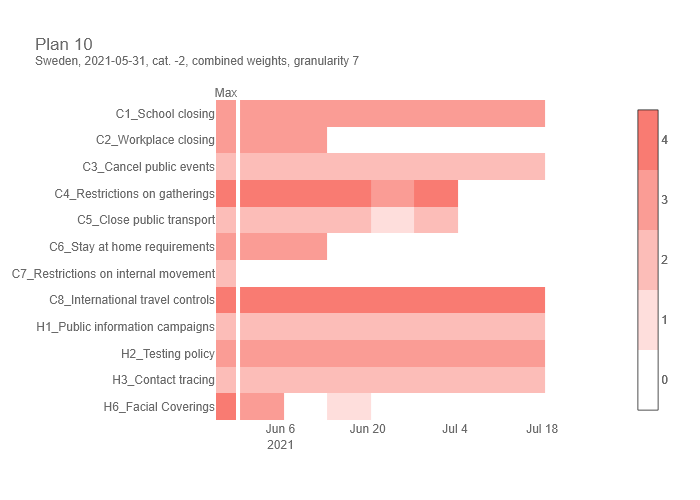 Plan 10
Sweden, 2021-05-31, cat. -2, combined weights, granularity 7
Max
C1_School closing
C2_Workplace closing
C3_Cancel public events
C4_Restrictions on gatherings
C5_Close public transport
C6_Stay at home requirements
C7_Restrictions on internal movement
C8_International travel controls
H1_Public information campaigns
H2_Testing policy
H3_Contact tracing
H6_Facial Coverings
Jun 6 Jun 20 Jul 4 Jul 18
2021
4
3
2
1
0